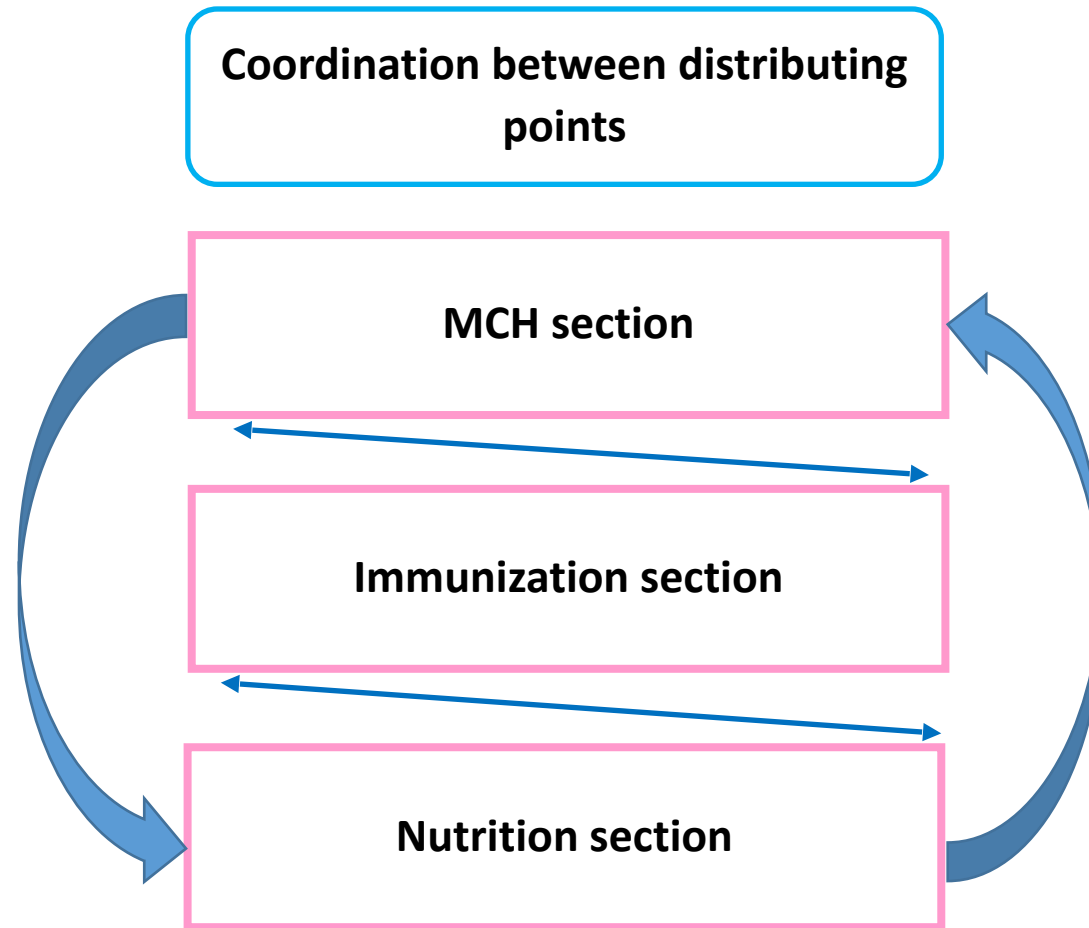 Coordination between distributing
points
MCH section
Immunization section
Nutrition section